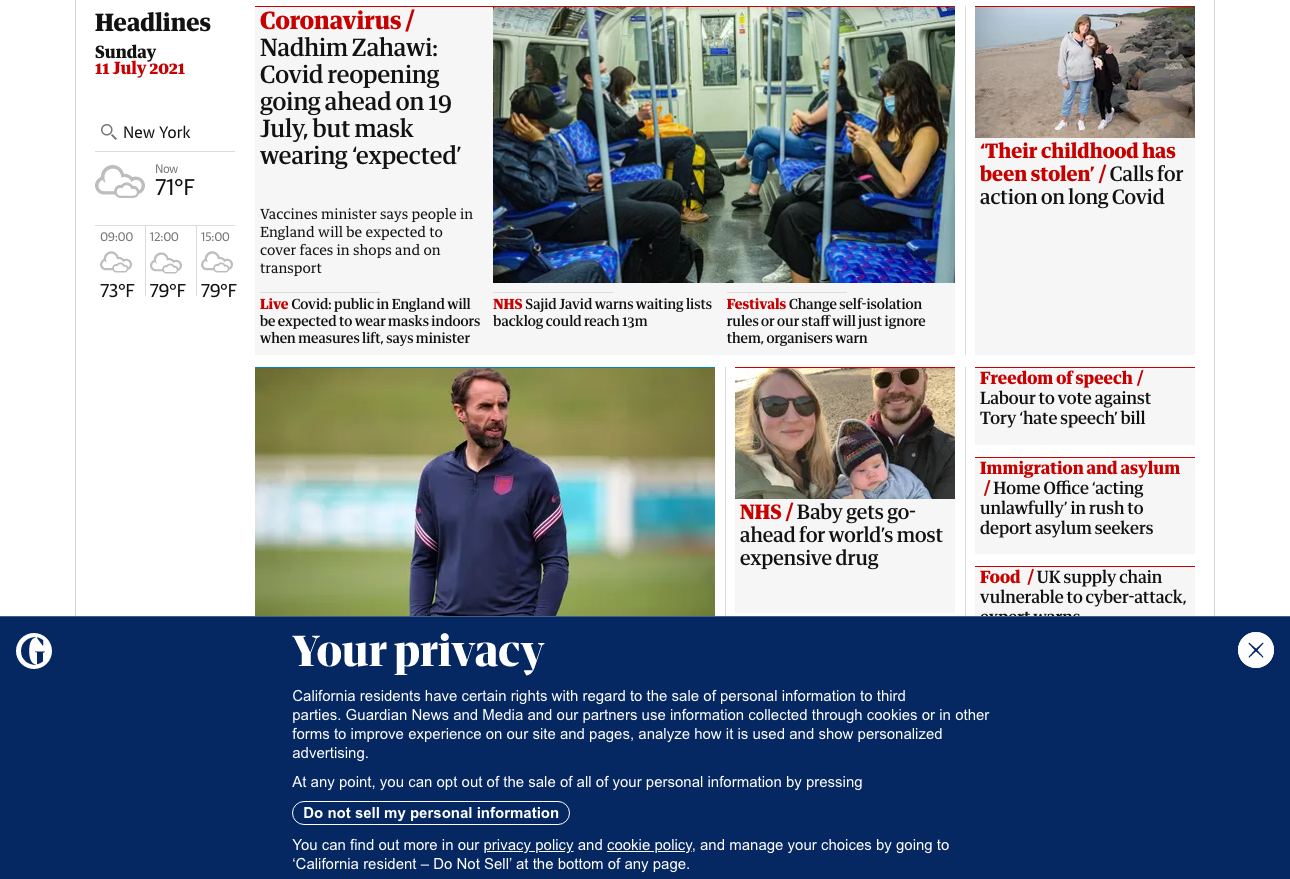 Headlines
Sunday
11 July 2021
New York
Now
71°F
09:00
12:00
15:00
73°F
79°F
79°F
Coronavirus /
Nadhim Zahawi:
Covid reopening
going ahead on 19
July, but mask
wearing ‘expected’
Vaccines minister says people in
England will be expected to
cover faces in shops and on
transport
Live Covid: public in England will
be expected to wear masks indoors
when measures lift, says minister
NHS Sajid Javid warns waiting lists
backlog could reach 13m
Festivals Change self-isolation
rules or our staff will just ignore
them, organisers warn
‘Their childhood has
been stolen’ / Calls for
action on long Covid
NHS / Baby gets go-
ahead for world’s most
expensive drug
Freedom of speech /
Labour to vote against
Tory ‘hate speech’ bill
Immigration and asylum
/ Home Office ‘acting
unlawfully’ in rush to
deport asylum seekers
Food / UK supply chain
vulnerable to cyber-attack,
expert warns
G
Your privacy
California residents have certain rights with regard to the sale of personal information to third
parties. Guardian News and Media and our partners use information collected through cookies or in other
forms to improve experience on our site and pages, analyze how it is used and show personalized
advertising.
At any point, you can opt out of the sale of all of your personal information by pressing
Do not sell my personal information
You can find out more in our privacy policy and cookie policy, and manage your choices by going to
‘California resident – Do Not Sell’ at the bottom of any page.